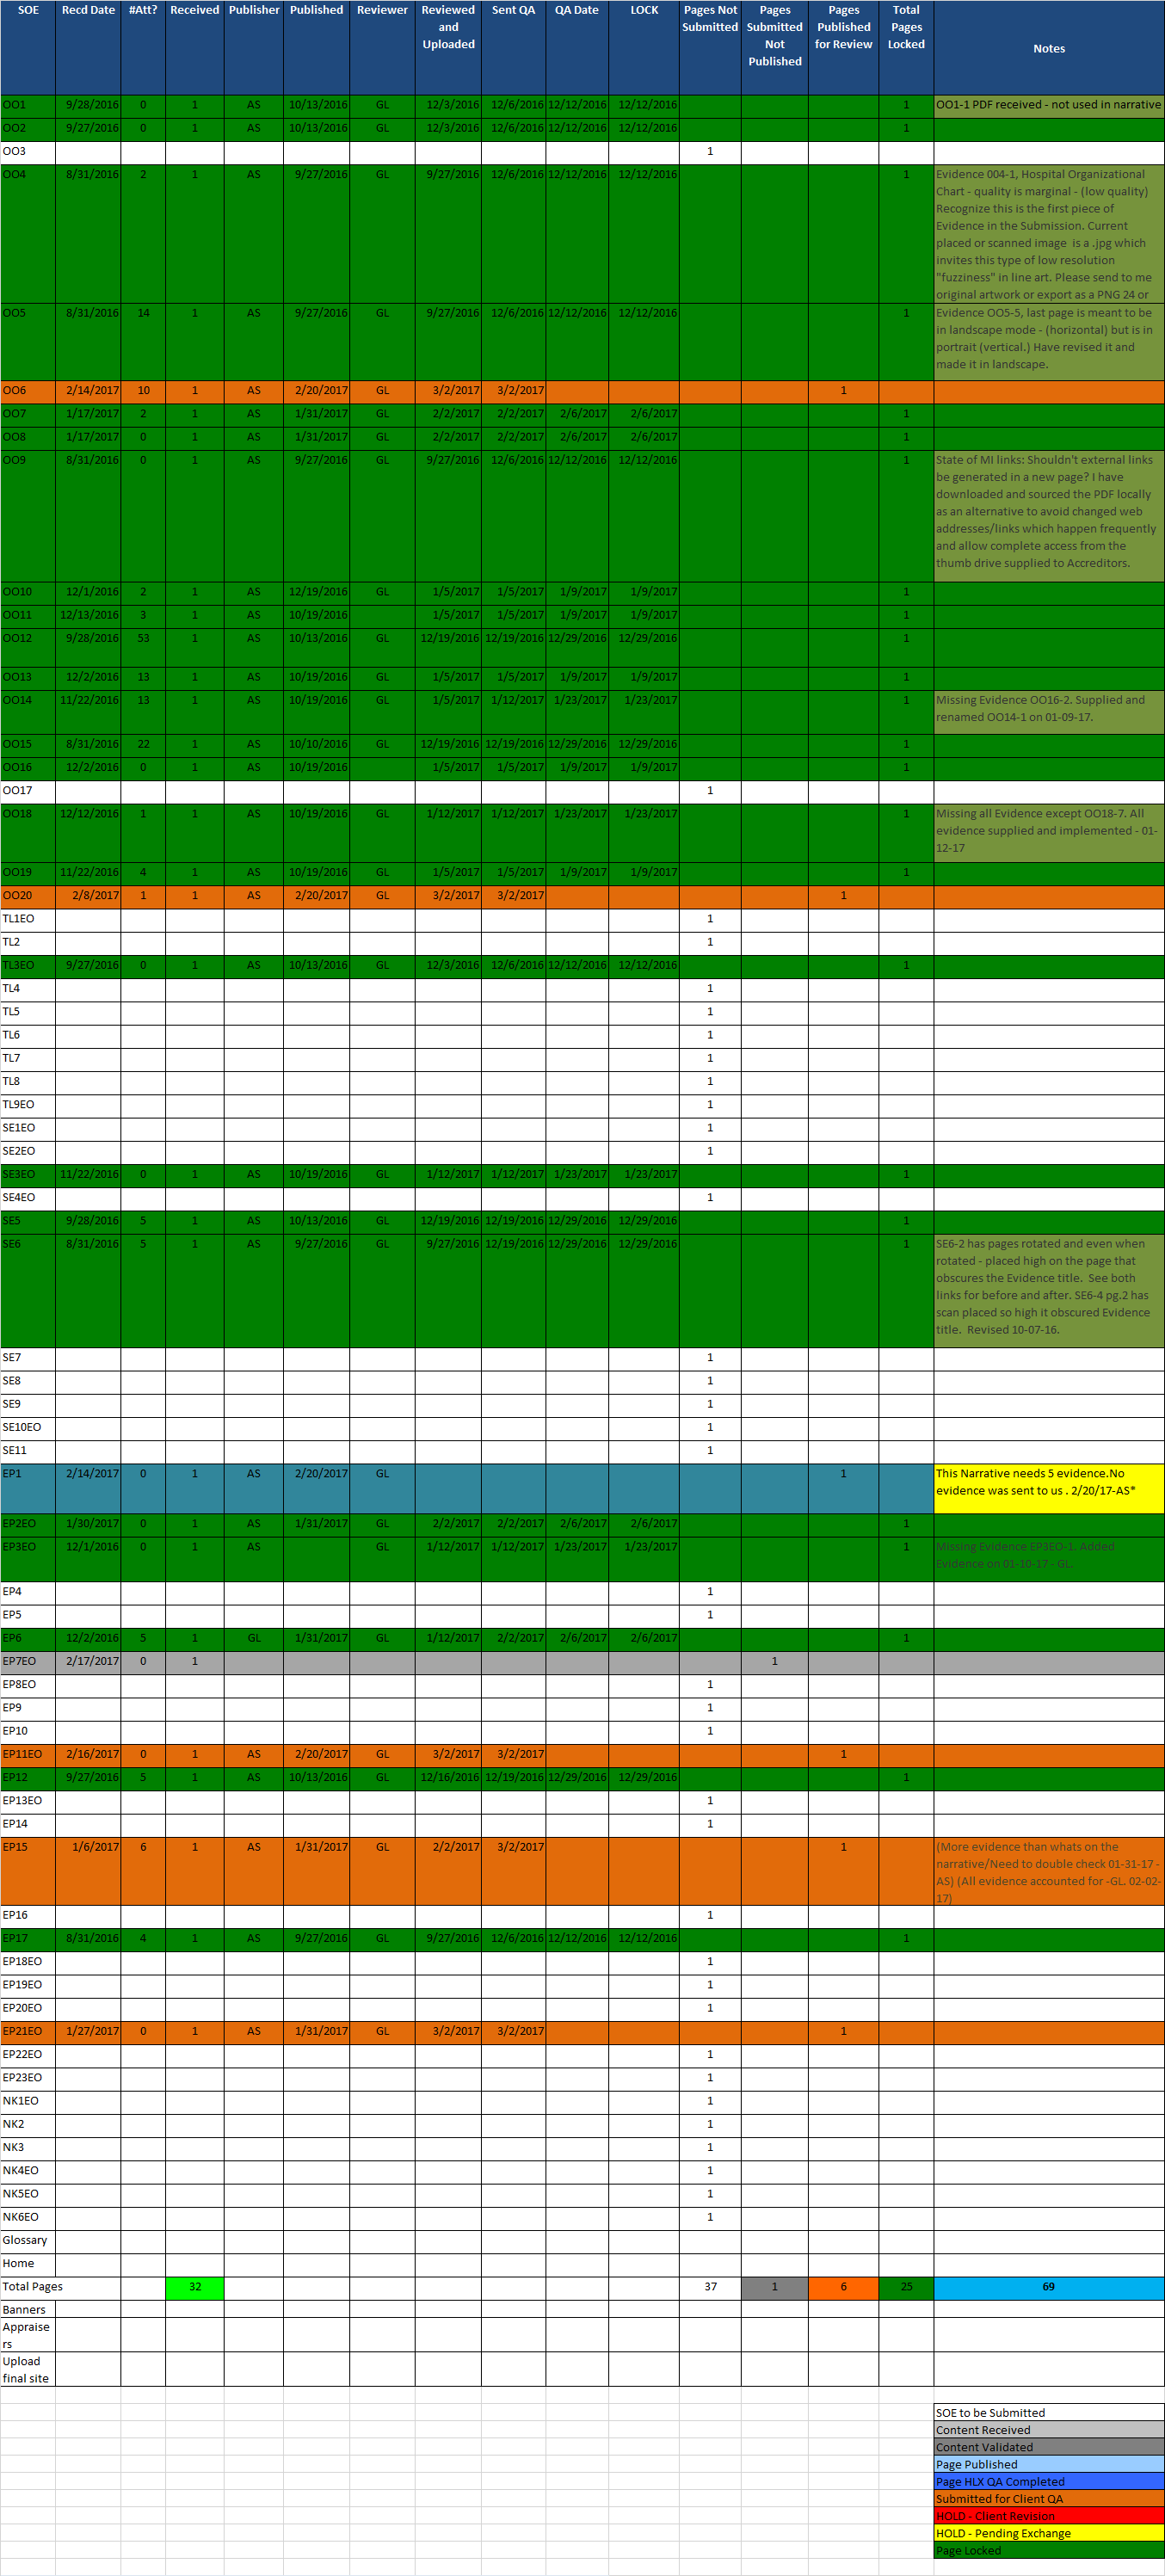 SOE Recd Date #Att? Received Publisher Published Reviewer Reviewed and Uploaded Sent QA QA Date LOCK Pages Not Submitted Pages Submitted Not Published Pages Published for Review Total Pages Locked Notes
OO1 9/28/2016 0 1 AS 10/13/2016 GL 12/3/2016 12/6/2016 12/12/2016 12/12/2016 1 OO1-1 PDF received - not used in narrative
OO2 9/27/2016 0 1 AS 10/13/2016 GL 12/3/2016 12/6/2016 12/12/2016 12/12/2016 1
OO3 1
OO4 8/31/2016 2 1 AS 9/27/2016 GL 9/27/2016 12/6/2016 12/12/2016 12/12/2016 1 Evidence 004-1, Hospital Organizational
Chart - quality is marginal - (low quality)
Recognize this is the first piece of
Evidence in the Submission. Current
placed or scanned image is a .jpg which
invites this type of low resolution
"fuzziness" in line art. Please send to me
original artwork or export as a PNG 24 or
OO5 8/31/2016 14 1 AS 9/27/2016 GL 9/27/2016 12/6/2016 12/12/2016 12/12/2016 1 Evidence OO5-5, last page is meant to be
in landscape mode - (horizontal) but is in
portrait (vertical.) Have revised it and
made it in landscape.
OO6 2/14/2017 10 1 AS 2/20/2017 GL 3/2/2017 3/2/2017 1
OO7 1/17/2017 2 1 AS 1/31/2017 GL 2/2/2017 2/2/2017 2/6/2017 2/6/2017 1
OO8 1/17/2017 0 1 AS 1/31/2017 GL 2/2/2017 2/2/2017 2/6/2017 2/6/2017 1
OO9 8/31/2016 0 1 AS 9/27/2016 GL 9/27/2016 12/6/2016 12/12/2016 12/12/2016 1 State of MI links: Shouldn't external links
be generated in a new page? I have
downloaded and sourced the PDF locally
as an alternative to avoid changed web
addresses/links which happen frequently
and allow complete access from the
thumb drive supplied to Accreditors.
OO10 12/1/2016 2 1 AS 12/19/2016 GL 1/5/2017 1/5/2017 1/9/2017 1/9/2017 1
OO11 12/13/2016 3 1 AS 10/19/2016 1/5/2017 1/5/2017 1/9/2017 1/9/2017 1
OO12 9/28/2016 53 1 AS 10/13/2016 GL 12/19/2016 12/19/2016 12/29/2016 12/29/2016 1
OO13 12/2/2016 13 1 AS 10/19/2016 1/5/2017 1/5/2017 1/9/2017 1/9/2017 1
OO14 11/22/2016 13 1 AS 10/19/2016 1/5/2017 1/12/2017 1/23/2017 1/23/2017 1 Missing Evidence OO16-2. Supplied and
renamed OO14-1 on 01-09-17.
OO15 8/31/2016 22 1 AS 10/10/2016 GL 12/19/2016 12/19/2016 12/29/2016 12/29/2016 1
OO16 12/2/2016 0 1 AS 10/19/2016 1/5/2017 1/5/2017 1/9/2017 1/9/2017 1
OO17 1
OO18 12/12/2016 1 1 AS 10/19/2016 GL 1/12/2017 1/12/2017 1/23/2017 1/23/2017 1 Missing all Evidence except OO18-7. All
evidence supplied and implemented - 01-
12-17
OO19 11/22/2016 4 1 AS 10/19/2016 GL 1/5/2017 1/5/2017 1/9/2017 1/9/2017 1
OO20 2/8/2017 1 1 AS 2/20/2017 GL 3/2/2017 3/2/2017 1
TL1EO 1
TL2 1
TL3EO 9/27/2016 0 1 AS 10/13/2016 GL 12/3/2016 12/6/2016 12/12/2016 12/12/2016 1
TL4 1
TL5 1
TL6 1
TL7 1
TL8 1
TL9EO 1
SE1EO 1
SE2EO 1
SE3EO 11/22/2016 0 1 AS 10/19/2016 GL 1/12/2017 1/12/2017 1/23/2017 1/23/2017 1
SE4EO 1
SE5 9/28/2016 5 1 AS 10/13/2016 GL 12/19/2016 12/19/2016 12/29/2016 12/29/2016 1
SE6 8/31/2016 5 1 AS 9/27/2016 GL 9/27/2016 12/19/2016 12/29/2016 12/29/2016 1 SE6-2 has pages rotated and even when
rotated - placed high on the page that
obscures the Evidence title. See both
links for before and after. SE6-4 pg.2 has
scan placed so high it obscured Evidence
title. Revised 10-07-16.
SE7 1
SE8 1
SE9 1
SE10EO 1
SE11 1
EP1 2/14/2017 0 1 AS 2/20/2017 GL 1 This Narrative needs 5 evidence.No
evidence was sent to us . 2/20/17-AS*
EP2EO 1/30/2017 0 1 AS 1/31/2017 GL 2/2/2017 2/2/2017 2/6/2017 2/6/2017 1
EP3EO 12/1/2016 0 1 AS GL 1/12/2017 1/12/2017 1/23/2017 1/23/2017 1 Missing Evidence EP3EO-1. Added
Evidence on 01-10-17 - GL.
EP4 1
EP5 1
EP6 12/2/2016 5 1 GL 1/31/2017 GL 1/12/2017 2/2/2017 2/6/2017 2/6/2017 1
EP7EO 2/17/2017 0 1 1
EP8EO 1
EP9 1
EP10 1
EP11EO 2/16/2017 0 1 AS 2/20/2017 GL 3/2/2017 3/2/2017 1
EP12 9/27/2016 5 1 AS 10/13/2016 GL 12/16/2016 12/19/2016 12/29/2016 12/29/2016 1
EP13EO 1
EP14 1
EP15 1/6/2017 6 1 AS 1/31/2017 GL 2/2/2017 3/2/2017 1 (More evidence than whats on the
narrative/Need to double check 01-31-17 -
AS) (All evidence accounted for -GL. 02-02-
17)
EP16 1
EP17 8/31/2016 4 1 AS 9/27/2016 GL 9/27/2016 12/6/2016 12/12/2016 12/12/2016 1
EP18EO 1
EP19EO 1
EP20EO 1
EP21EO 1/27/2017 0 1 AS 1/31/2017 GL 3/2/2017 3/2/2017 1
EP22EO 1
EP23EO 1
NK1EO 1
NK2 1
NK3 1
NK4EO 1
NK5EO 1
NK6EO 1
Glossary
Home
Total Pages 32 37 1 6 25 69
Banners
Appraise
rs
Upload
final site
SOE to be Submitted
Content Received
Content Validated
Page Published
Page HLX QA Completed
Submitted for Client QA
HOLD - Client Revision
HOLD - Pending Exchange
Page Locked